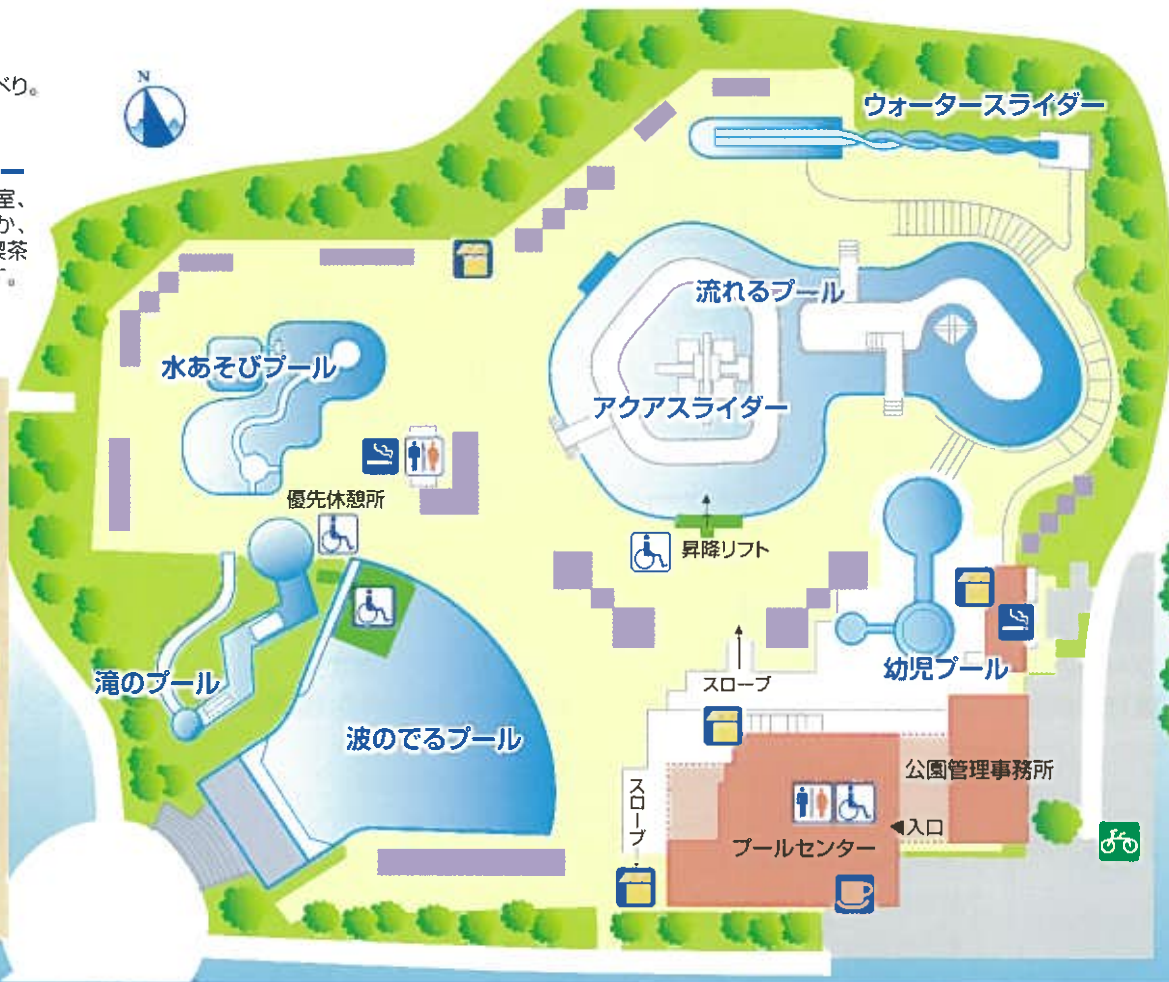 べり。
室、
か、
喫茶
す。
N
ウォータースライダー
流れるプール
水あそびプール
アクアスライダー
優先休憩所
昇降リフト
滝のプール
幼児プール
スロープ
波のでるプール
公園管理事務所
スロープ
入口
プールセンター